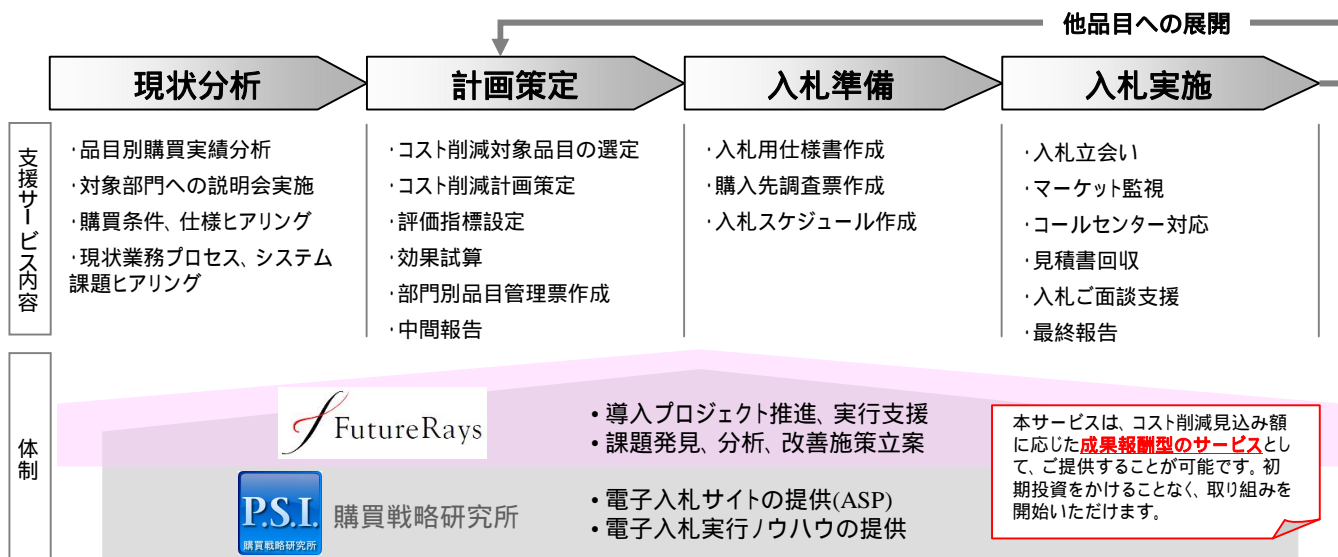 他品目への展開
現状分析
計画策定
入札準備
入札実施
支援サービス内容
・品目別購買実績分析
・対象部門への説明会実施
・購買条件、仕様ヒアリング
・現状業務プロセス、システム
課題ヒアリング
・コスト削減対象品目の選定
・コスト削減計画策定
・評価指標設定
・効果試算
・部門別品目管理票作成
・中間報告
・入札用仕様書作成
・購入先調査票作成
・入札スケジュール作成
・入札立会い
・マーケット監視
・コールセンター対応
・見積書回収
・入札ご面談支援
・最終報告
体制
FutureRays
• 導入プロジェクト推進、実行支援
• 課題発見、分析、改善施策立案
P.S.I.
購買戦略研究所
購買戦略研究所
• 電子入札サイトの提供(ASP)
• 電子入札実行ノウハウの提供
本サービスは、コスト削減見込み額
に応じた成果報酬型のサービスとし
て、ご提供することが可能です。初
期投資をかけることなく、取り組みを
開始いただけます。